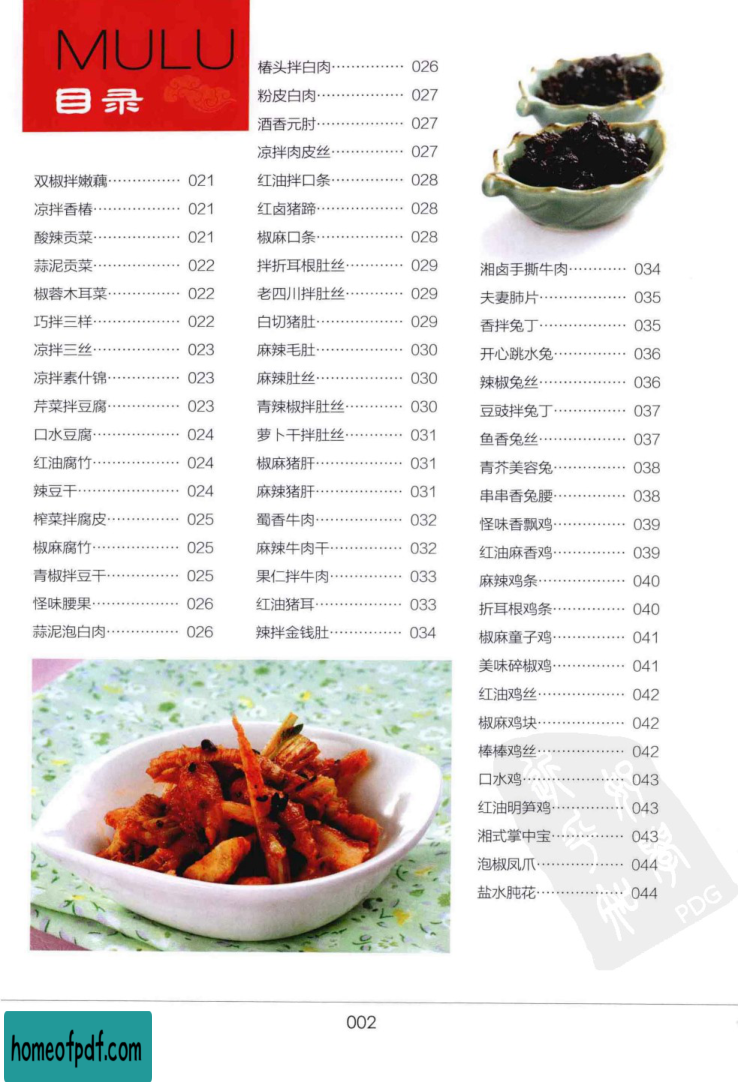 MULU
目录
双椒拌嫩藕…………… 021
凉拌香椿……………… 021
酸辣贡菜……………… 021
蒜泥贡菜……………… 022
椒蓉木耳菜…………… 022
巧拌三样……………… 022
凉拌三丝……………… 023
凉拌素什锦…………… 023
芹菜拌豆腐…………… 023
口水豆腐……………… 024
红油腐竹……………… 024
辣豆干………………… 024
榨菜拌腐皮…………… 025
椒麻腐竹……………… 025
青椒拌豆干…………… 025
怪味腰果……………… 026
蒜泥泡白肉…………… 026
椿头拌白肉…………… 026
粉皮白肉……………… 027
酒香元肘……………… 027
凉拌肉皮丝…………… 027
红油拌口条…………… 028
红卤猪蹄……………… 028
椒麻口条……………… 028
拌折耳根肚丝………… 029
老四川拌肚丝………… 029
白切猪肚……………… 029
麻辣毛肚……………… 030
麻辣肚丝……………… 030
青辣椒拌肚丝………… 030
萝卜干拌肚丝………… 031
椒麻猪肝……………… 031
麻辣猪肝……………… 031
蜀香牛肉……………… 032
麻辣牛肉干…………… 032
果仁拌牛肉…………… 033
红油猪耳……………… 033
辣拌金钱肚…………… 034
湘卤手撕牛肉………… 034
夫妻肺片……………… 035
香拌兔丁……………… 035
开心跳水兔…………… 036
辣椒兔丝……………… 036
豆豉拌兔丁…………… 037
鱼香兔丝……………… 037
青芥美容兔…………… 038
串串香兔腰…………… 038
怪味香飘鸡…………… 039
红油麻香鸡…………… 039
麻辣鸡条……………… 040
折耳根鸡条…………… 040
椒麻童子鸡…………… 041
美味碎椒鸡…………… 041
红油鸡丝……………… 042
椒麻鸡块……………… 042
棒棒鸡丝……………… 042
口水鸡………………… 043
红油明笋鸡…………… 043
湘式掌中宝…………… 043
泡椒凤爪……………… 044
盐水肫花……………… 044
PDG
002
homeofpdf.com